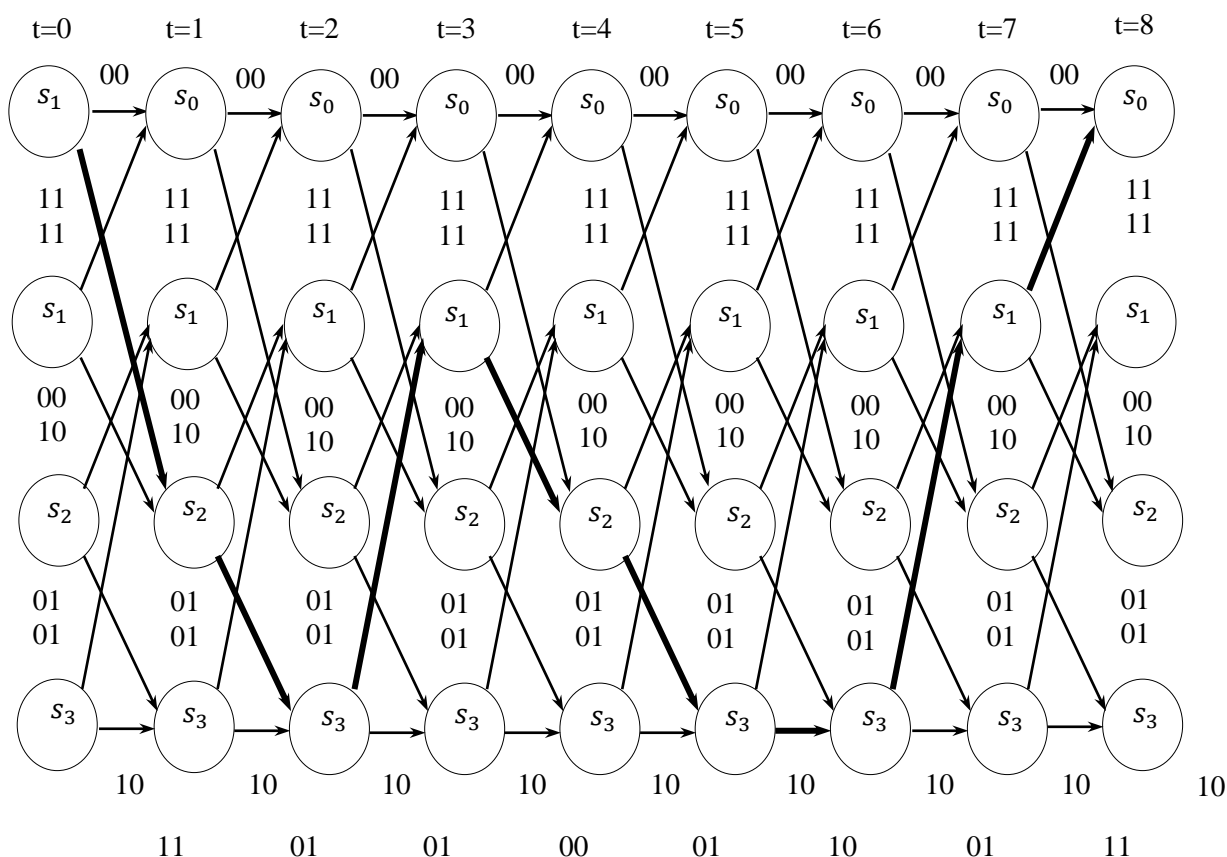 t=0 t=1 t=2 t=3 t=4 t=5 t=6 t=7 t=8
00 00 00 00 00 00 00 00
s₁ s₀ s₀ s₀ s₀ s₀ s₀ s₀ s₀
11 11 11 11 11 11 11 11 11
11 11 11 11 11 11 11 11 11
s₁ s₁ s₁ s₁ s₁ s₁ s₁ s₁ s₁
00 00 00 00 00 00 00 00 00
10 10 10 10 10 10 10 10 10
s₂ s₂ s₂ s₂ s₂ s₂ s₂ s₂ s₂
01 01 01 01 01 01 01 01 01
01 01 01 01 01 01 01 01 01
s₃ s₃ s₃ s₃ s₃ s₃ s₃ s₃ s₃
10 10 10 10 10 10 10 10 10
11 01 01 00 01 10 01 11